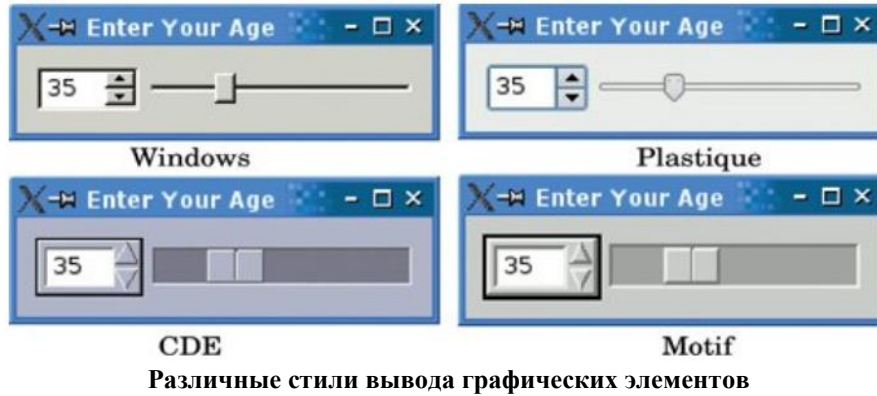 Enter Your Age
35
Windows
Enter Your Age
35
Plastique
Enter Your Age
35
CDE
Enter Your Age
35
Motif
Различные стили вывода графических элементов